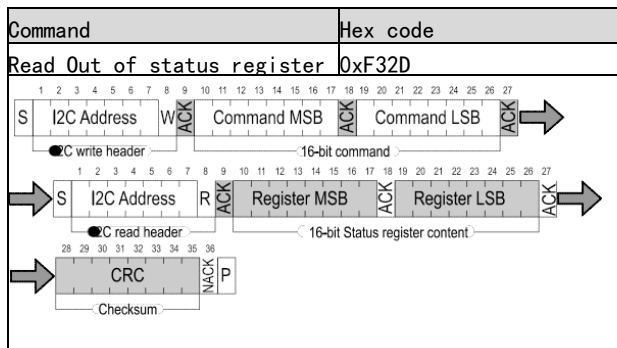 Command Hex code
Read Out of status register 0xF32D
1 2 3 4 5 6 7 8 9 10 11 12 13 14 15 16 17 18 19 20 21 22 23 24 25 26 27
S I2C Address W ACK Command MSB ACK Command LSB ACK
2C write header 16-bit command
1 2 3 4 5 6 7 8 9 10 11 12 13 14 15 16 17 18 19 20 21 22 23 24 25 26 27
S I2C Address R ACK Register MSB ACK Register LSB ACK
2C read header 16-bit Status register content
28 29 30 31 32 33 34 35 36
CRC NACK P
Checksum